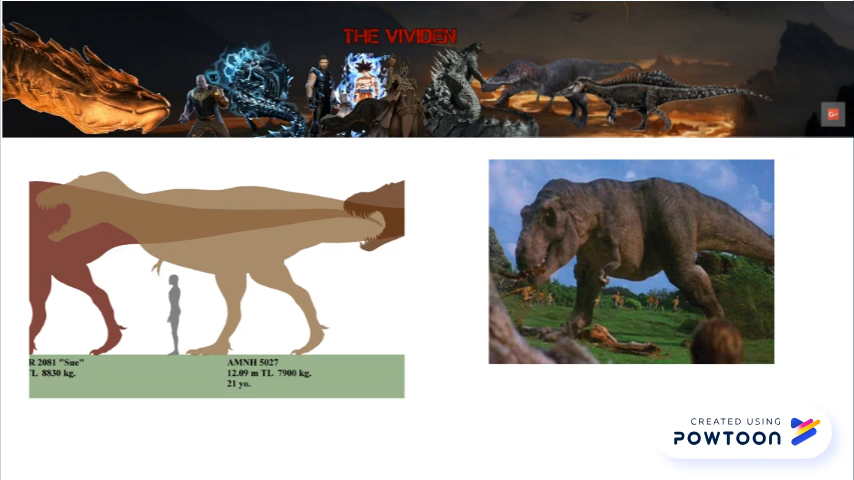 THE VIVIDEN
G+
R 2081 "Sue"
TL 8830 kg.
AMNH 5027
12.09 m TL 7900 kg.
21 yo.
CREATED USING
POWTOON